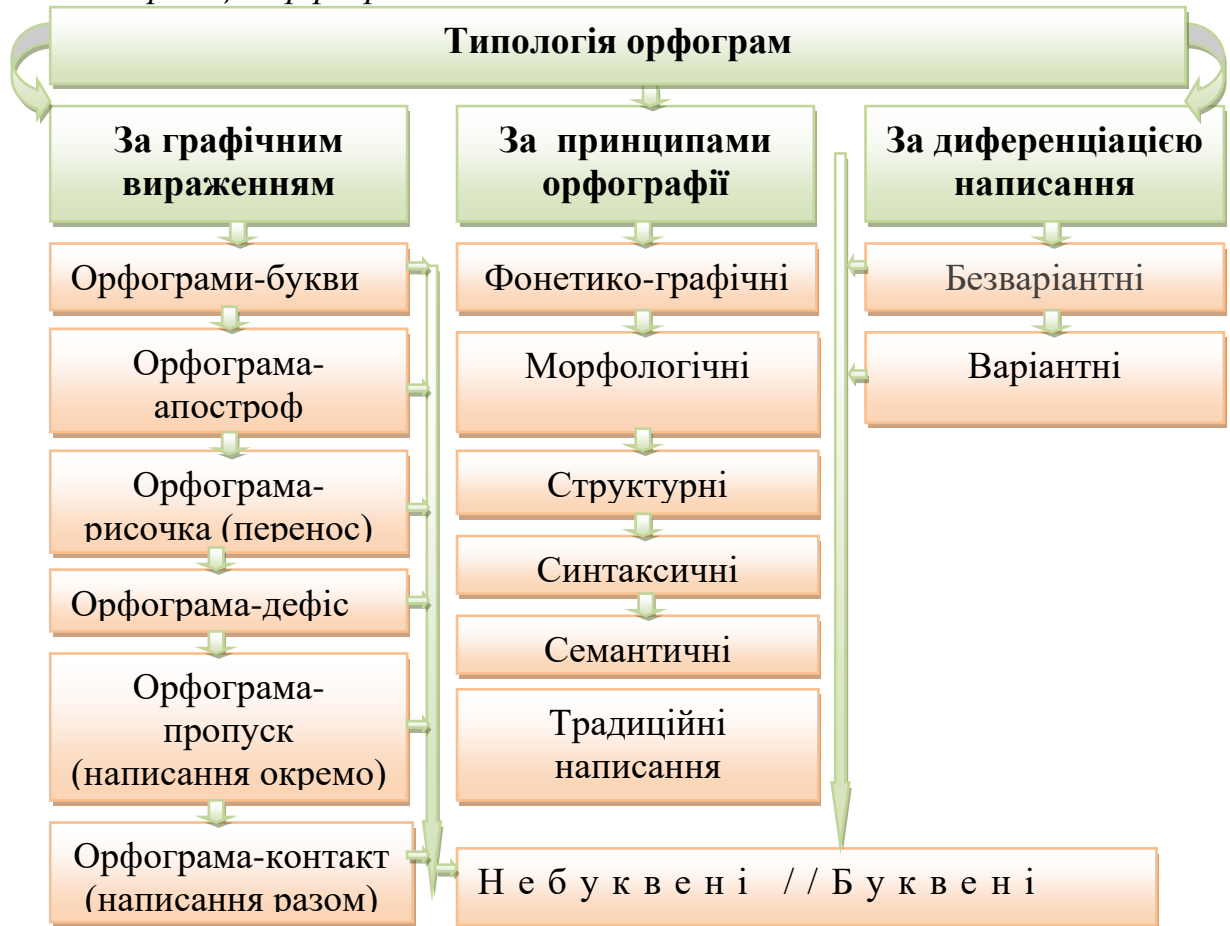 Типологія орфограм
За графічним
вираженням
Орфограми-букви
Орфограма-
апостроф
Орфограма-
рисочка (перенос)
Орфограма-дефіс
Орфограма-
пропуск
(написання окремо)
Орфограма-контакт
(написання разом)
За принципами
орфографії
Фонетико-графічні
Морфологічні
Структурні
Синтаксичні
Семантичні
Традиційні
написання
За диференціацією
написання
Безваріантні
Варіантні
Небуквені //Буквені